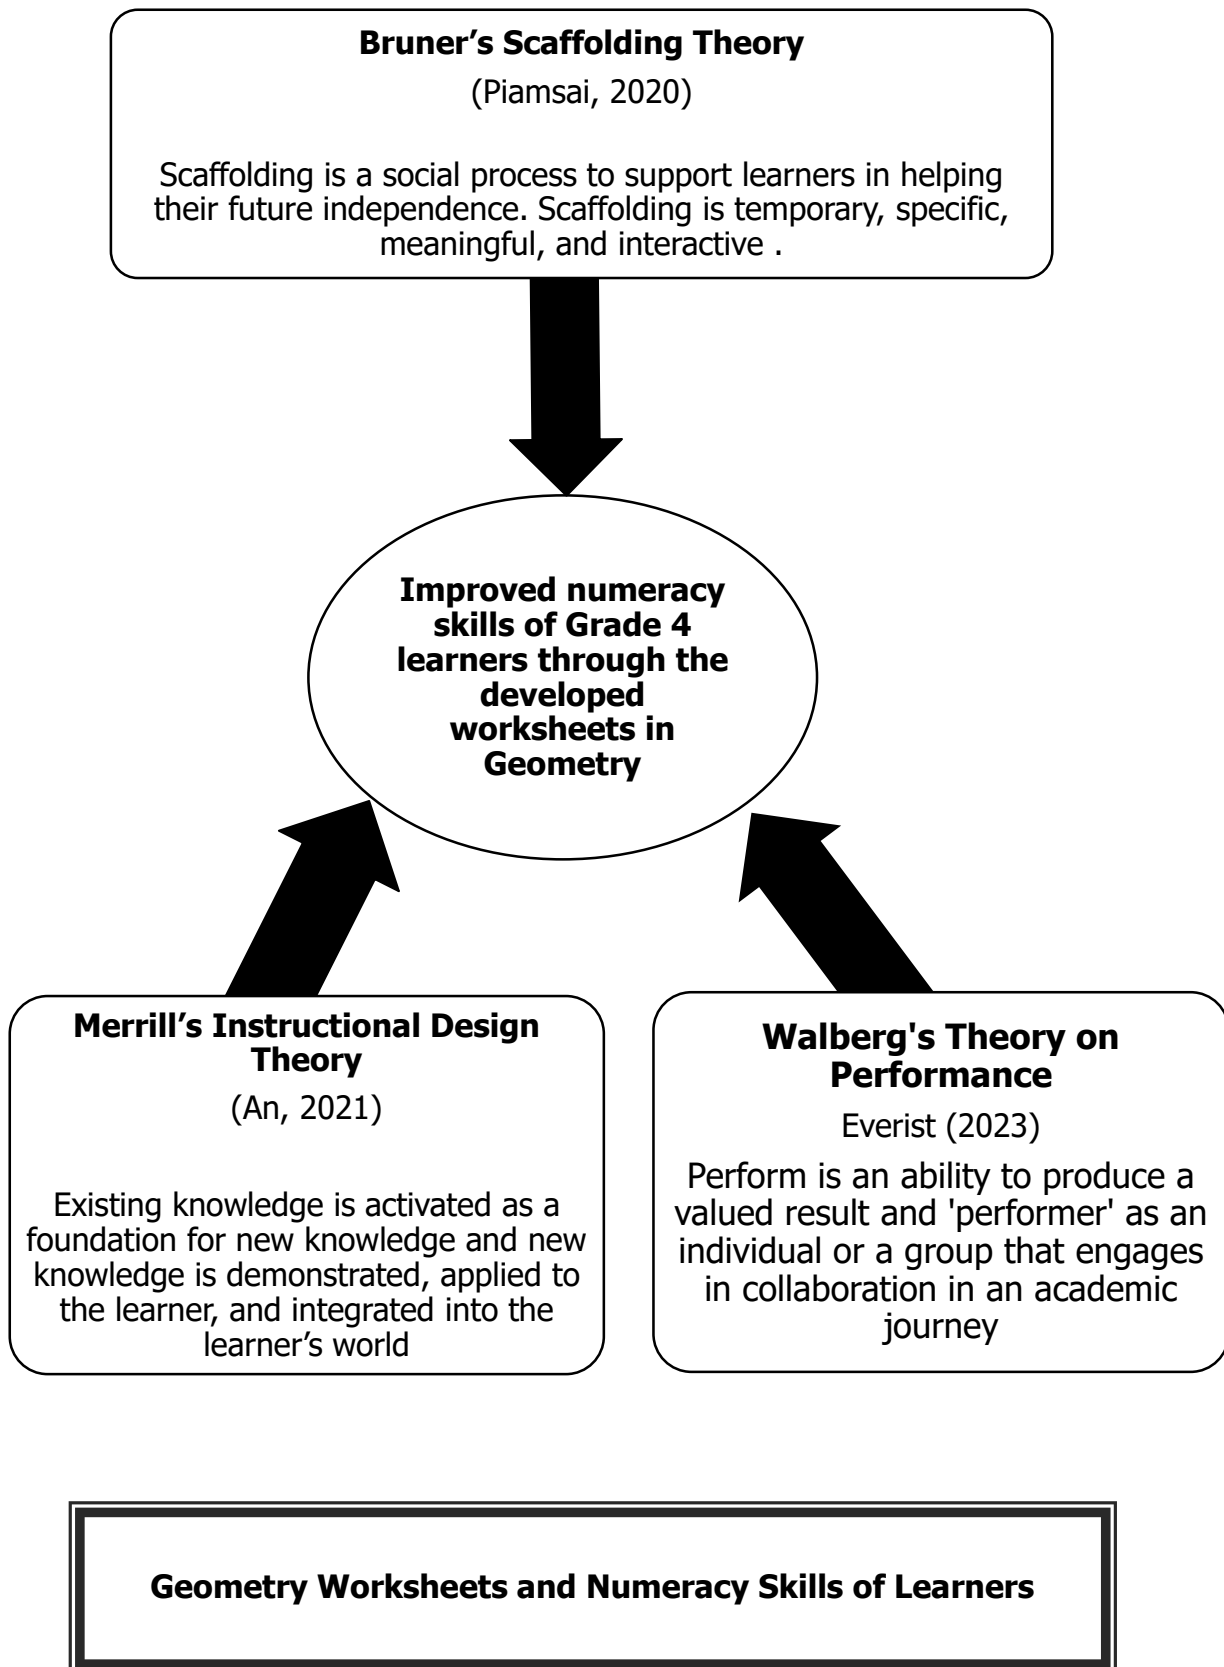 Bruner’s Scaffolding Theory
(Piamsai, 2020)
Scaffolding is a social process to support learners in helping
their future independence. Scaffolding is temporary, specific,
meaningful, and interactive .
Improved numeracy
skills of Grade 4
learners through the
developed
worksheets in
Geometry
Merrill’s Instructional Design
Theory
(An, 2021)
Existing knowledge is activated as a
foundation for new knowledge and new
knowledge is demonstrated, applied to
the learner, and integrated into the
learner’s world
Walberg's Theory on
Performance
Everist (2023)
Perform is an ability to produce a
valued result and 'performer' as an
individual or a group that engages
in collaboration in an academic
journey
Geometry Worksheets and Numeracy Skills of Learners